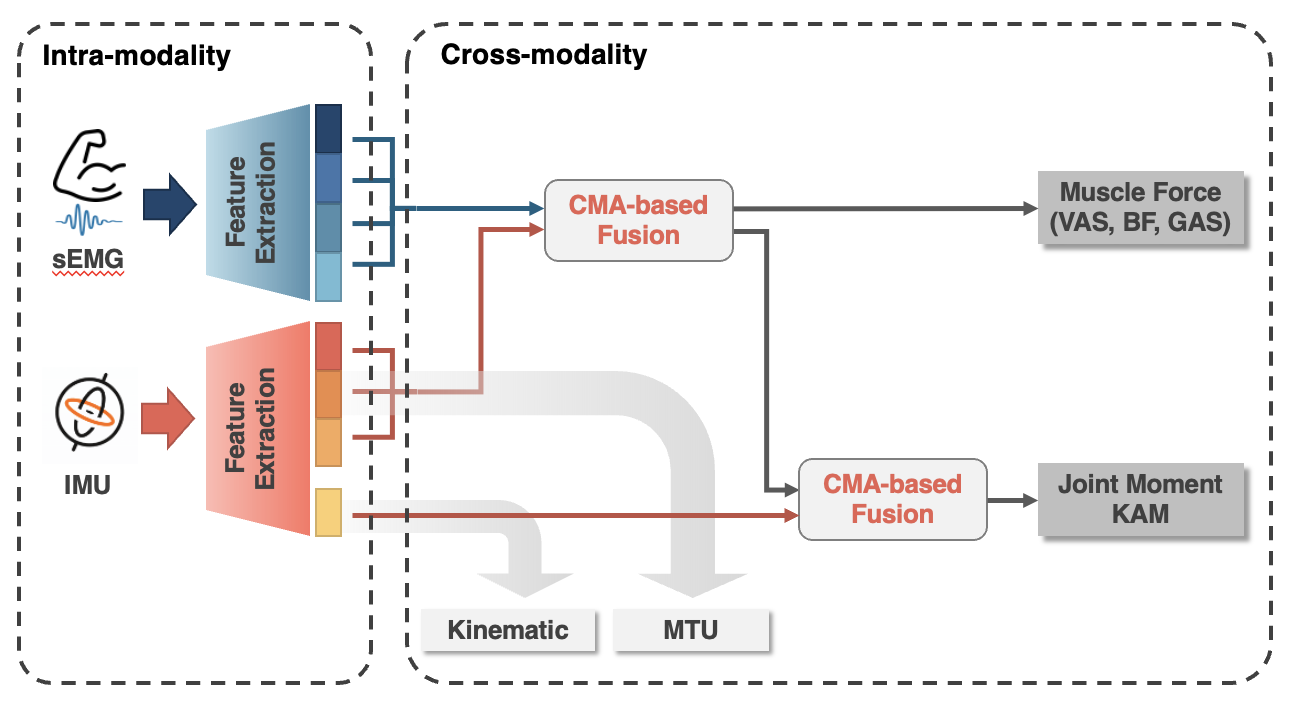 Intra-modality
Cross-modality
sEMG
Feature
Extraction
IMU
Feature
Extraction
CMA-based
Fusion
Muscle Force
(VAS, BF, GAS)
CMA-based
Fusion
Joint Moment
KAM
Kinematic
MTU